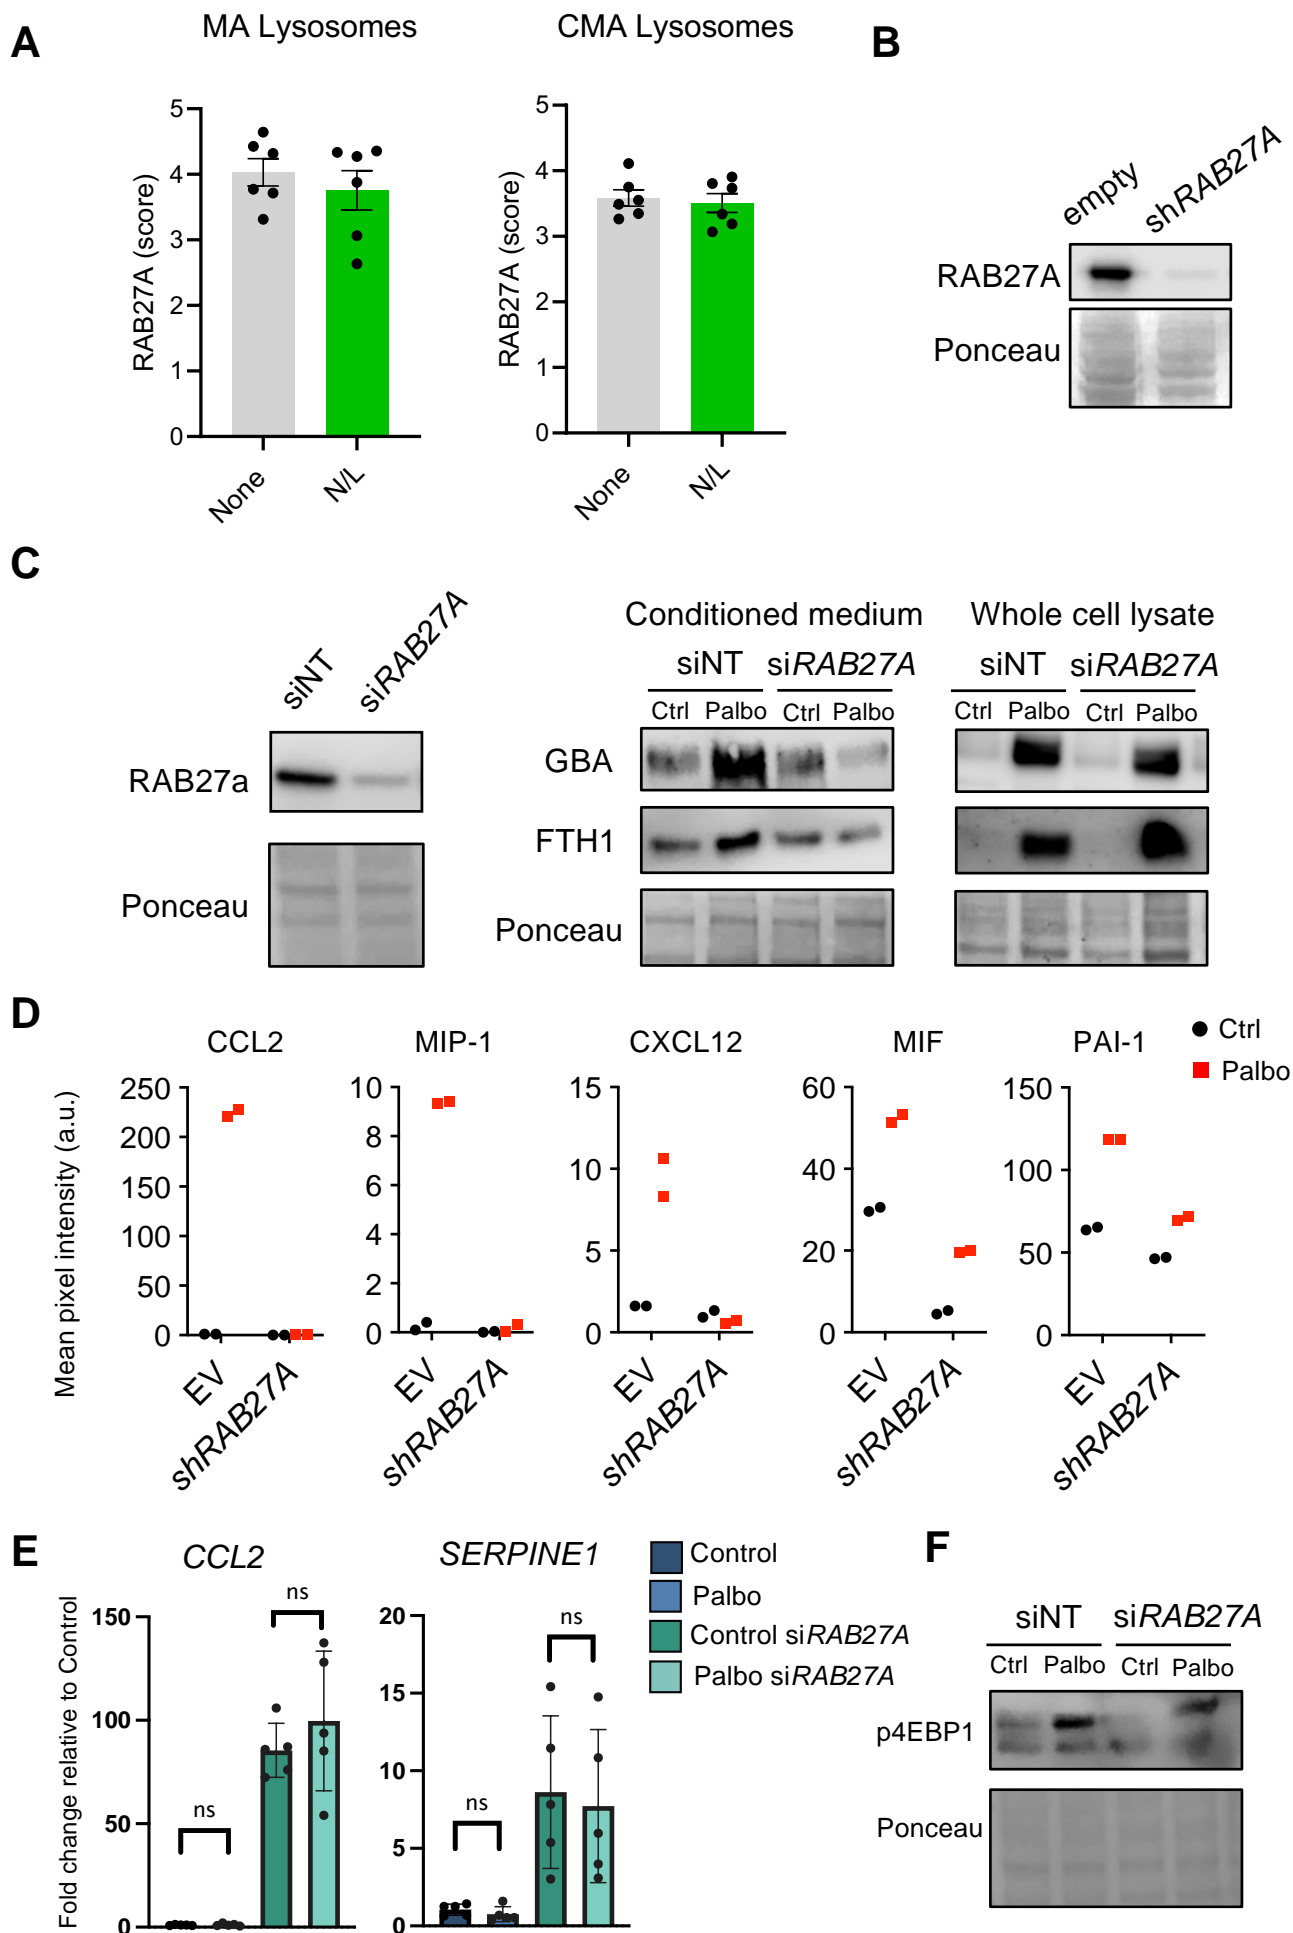 A
MA Lysosomes
CMA Lysosomes
B
RAB27A (score)
5
4
3
2
1
0
None
N/L
RAB27A (score)
5
4
3
2
1
0
None
N/L
empty
shRAB27A
RAB27A
Ponceau
C
siNT
siRAB27A
RAB27a
Ponceau
Conditioned medium
Whole cell lysate
siNT siRAB27A
siNT siRAB27A
Ctrl Palbo Ctrl Palbo
Ctrl Palbo Ctrl Palbo
GBA
FTH1
Ponceau
D
Mean pixel intensity (a.u.)
CCL2
250
200
150
100
50
0
EV
shRAB27A
MIP-1
10
8
6
4
2
0
EV
shRAB27A
CXCL12
15
10
5
0
EV
shRAB27A
MIF
60
40
20
0
EV
shRAB27A
PAI-1
150
100
50
0
EV
shRAB27A
Ctrl
Palbo
E
Fold change relative to Control
CCL2
150
100
50
0
ns
ns
SERPINE1
20
15
10
5
0
ns
ns
Control
Palbo
Control siRAB27A
Palbo siRAB27A
F
siNT siRAB27A
Ctrl Palbo Ctrl Palbo
p4EBP1
Ponceau